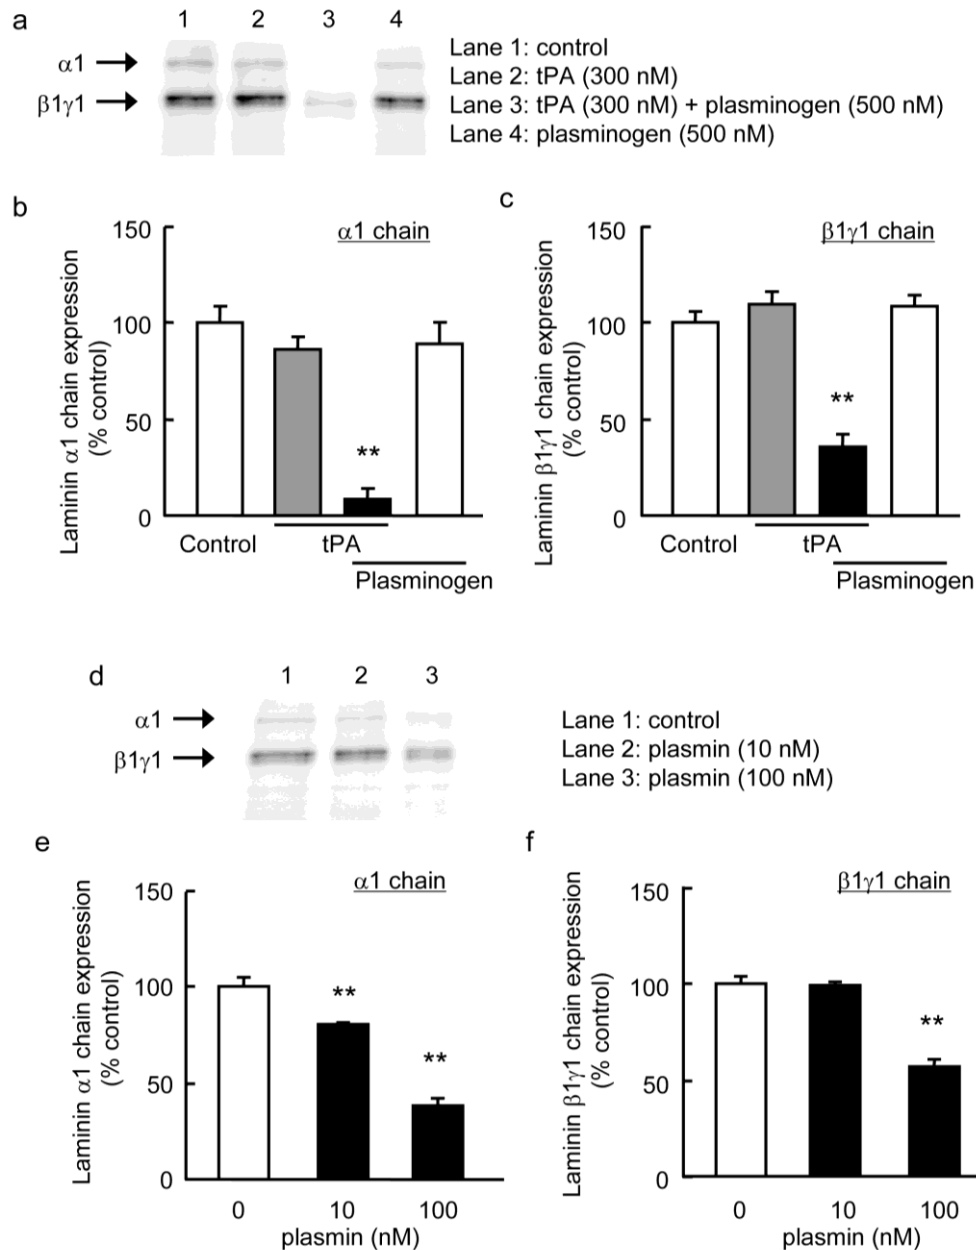 a
1 2 3 4
α1
β1γ1
Lane 1: control
Lane 2: tPA (300 nM)
Lane 3: tPA (300 nM) + plasminogen (500 nM)
Lane 4: plasminogen (500 nM)
b
α1 chain
Laminin α1 chain expression
(% control)
150
100
50
0
**
Control tPA
Plasminogen
c
β1γ1 chain
Laminin β1γ1 chain expression
(% control)
150
100
50
0
**
Control tPA
Plasminogen
d
1 2 3
α1
β1γ1
Lane 1: control
Lane 2: plasmin (10 nM)
Lane 3: plasmin (100 nM)
e
α1 chain
Laminin α1 chain expression
(% control)
150
100
50
0
**
**
0 10 100
plasmin (nM)
f
β1γ1 chain
Laminin β1γ1 chain expression
(% control)
150
100
50
0
**
0 10 100
plasmin (nM)